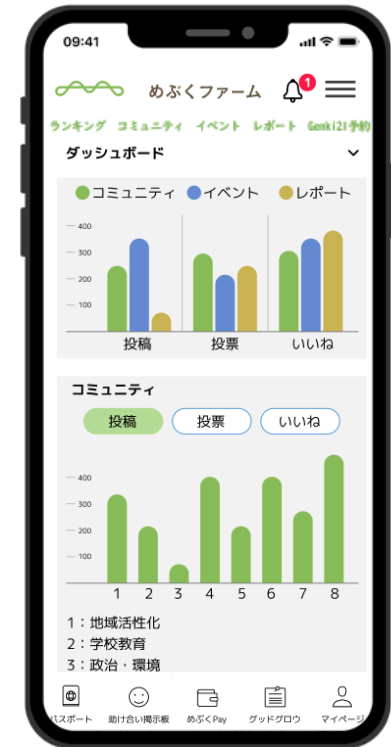 09:41
めぶくファーム 1
ランキング コミュニティ イベント レポート Genki21予約
ダッシュボード
コミュニティ イベント レポート
400
300
200
100
投稿 投票 いいね
コミュニティ
投稿 投票 いいね
400
300
200
100
1 2 3 4 5 6 7 8
1：地域活性化
2：学校教育
3：政治・環境
パスポート 助け合い掲示板 めぶくPay グッドグロウ マイページ